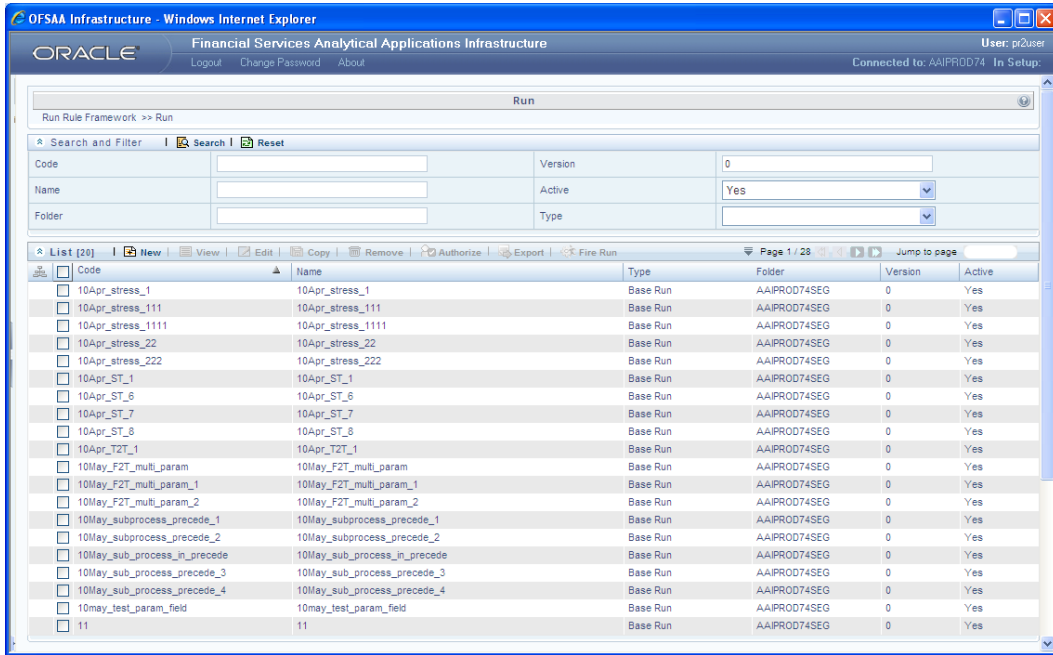 OFSAA Infrastructure - Windows Internet Explorer
ORACLE
Financial Services Analytical Applications Infrastructure
User: pr2user
Logout Change Password About
Connected to: AAIPROD74 In Setup:
Run
Run Rule Framework >> Run
Search and Filter | Search | Reset
Code Version 0
Name Active Yes
Folder Type
List [20] | New | View | Edit | Copy | Remove | Authorize | Export | Fire Run Page 1 / 28 Jump to page
Code Name Type Folder Version Active
10Apr_stress_1 10Apr_stress_1 Base Run AAIPROD74SEG 0 Yes
10Apr_stress_111 10Apr_stress_111 Base Run AAIPROD74SEG 0 Yes
10Apr_stress_1111 10Apr_stress_1111 Base Run AAIPROD74SEG 0 Yes
10Apr_stress_22 10Apr_stress_22 Base Run AAIPROD74SEG 0 Yes
10Apr_stress_222 10Apr_stress_222 Base Run AAIPROD74SEG 0 Yes
10Apr_ST_1 10Apr_ST_1 Base Run AAIPROD74SEG 0 Yes
10Apr_ST_6 10Apr_ST_6 Base Run AAIPROD74SEG 0 Yes
10Apr_ST_7 10Apr_ST_7 Base Run AAIPROD74SEG 0 Yes
10Apr_ST_8 10Apr_ST_8 Base Run AAIPROD74SEG 0 Yes
10Apr_T2T_1 10Apr_T2T_1 Base Run AAIPROD74SEG 0 Yes
10May_F2T_multi_param 10May_F2T_multi_param Base Run AAIPROD74SEG 0 Yes
10May_F2T_multi_param_1 10May_F2T_multi_param_1 Base Run AAIPROD74SEG 0 Yes
10May_F2T_multi_param_2 10May_F2T_multi_param_2 Base Run AAIPROD74SEG 0 Yes
10May_subprocess_precede_1 10May_subprocess_precede_1 Base Run AAIPROD74SEG 0 Yes
10May_subprocess_precede_2 10May_subprocess_precede_2 Base Run AAIPROD74SEG 0 Yes
10May_sub_process_in_precede 10May_sub_process_in_precede Base Run AAIPROD74SEG 0 Yes
10May_sub_process_precede_3 10May_sub_process_precede_3 Base Run AAIPROD74SEG 0 Yes
10May_sub_process_precede_4 10May_sub_process_precede_4 Base Run AAIPROD74SEG 0 Yes
10may_test_param_field 10may_test_param_field Base Run AAIPROD74SEG 0 Yes
11 11 Base Run AAIPROD74SEG 0 Yes